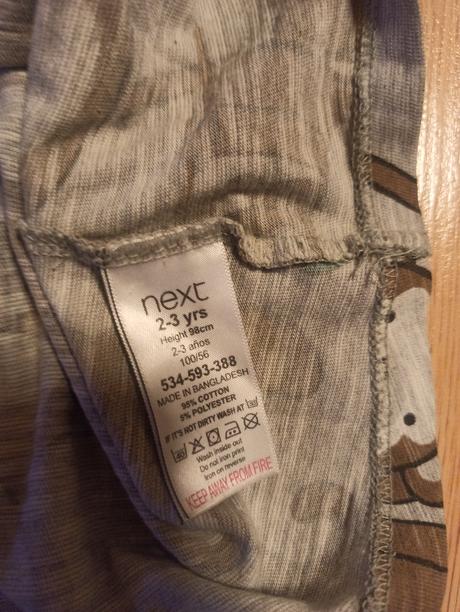 next
2-3 yrs
Height 98cm
2-3 años
100/56
534-593-388
MADE IN BANGLADESH
95% COTTON
5% POLYESTER
IF IT'S NOT DIRTY WASH AT
Wash inside out
Do not iron print
Iron on reverse
KEEP AWAY FROM FIRE